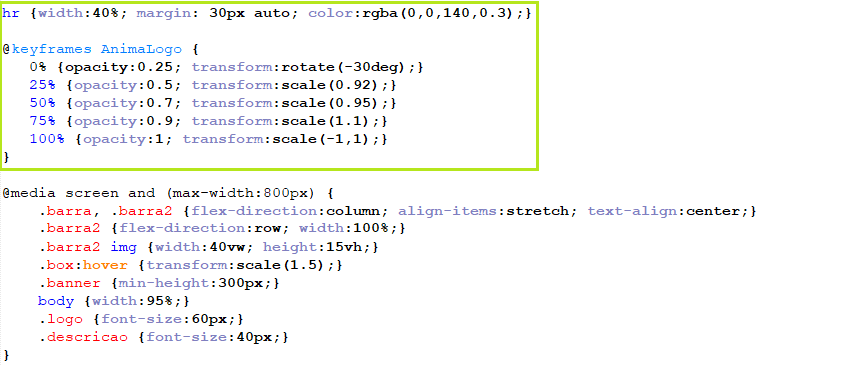 hr {width:40%; margin: 30px auto; color:rgba(0,0,140,0.3);}
@keyframes AnimaLogo {
0% {opacity:0.25; transform:rotate(-30deg);}
25% {opacity:0.5; transform:scale(0.92);}
50% {opacity:0.7; transform:scale(0.95);}
75% {opacity:0.9; transform:scale(1.1);}
100% {opacity:1; transform:scale(-1,1);}
}
@media screen and (max-width:800px) {
.barra, .barra2 {flex-direction:column; align-items:stretch; text-align:center;}
.barra2 {flex-direction:row; width:100%;}
.barra2 img {width:40vw; height:15vh;}
.box:hover {transform:scale(1.5);}
.banner {min-height:300px;}
body {width:95%;}
.logo {font-size:60px;}
.descricao {font-size:40px;}
}